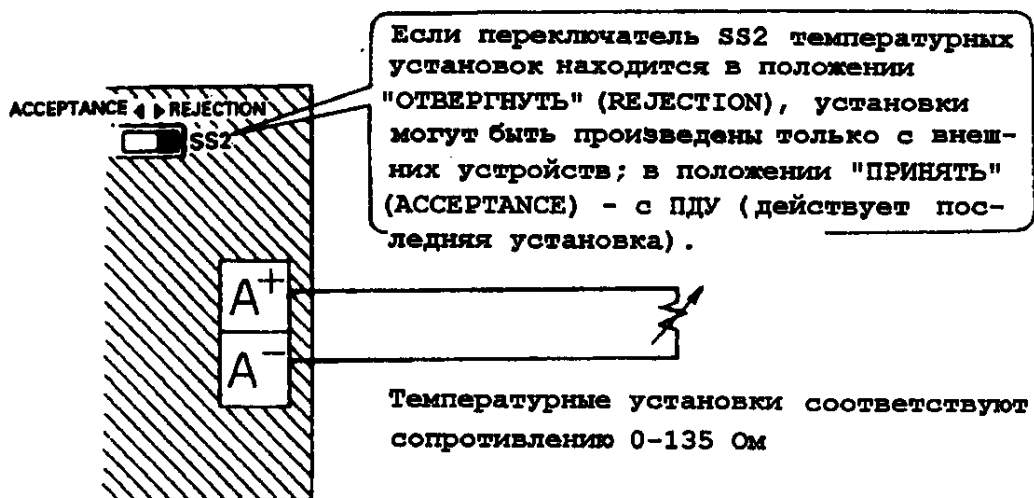 Если переключатель SS2 температурных
установок находится в положении
"ОТВЕРГНУТЬ" (REJECTION), установки
могут быть произведены только с внеш-
них устройств; в положении "ПРИНЯТЬ"
(ACCEPTANCE) - с ПДУ (действует пос-
ледняя установка).
ACCEPTANCE ◀ ▶ REJECTION
SS2
A+
A-
Температурные установки соответствуют
сопротивлению 0-135 Ом